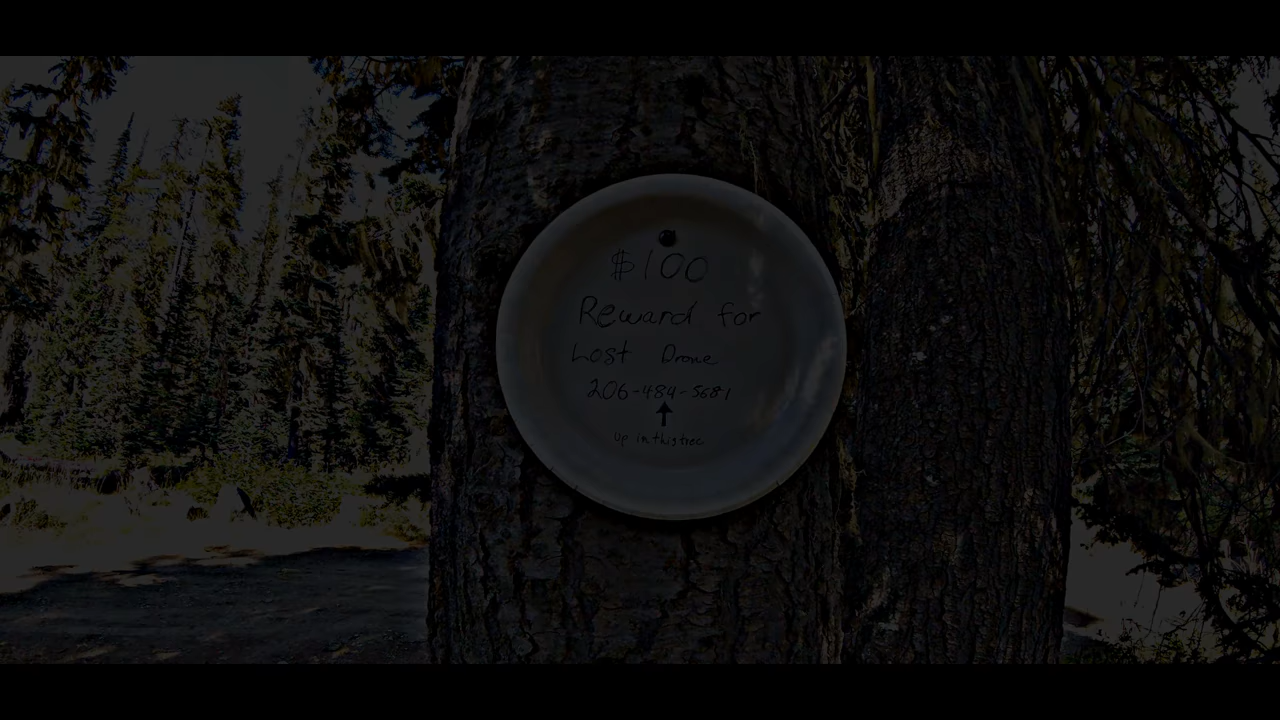 $100
Reward for
Lost Drone
206-484-5681
up in this tree